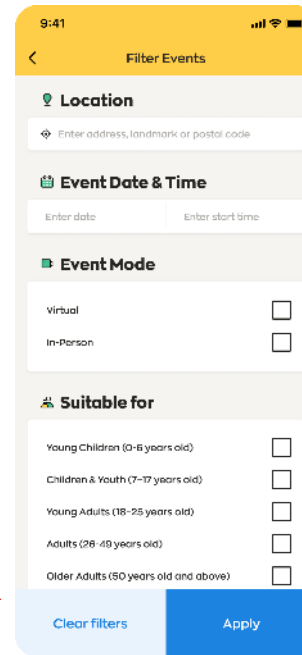 9:41
Filter Events
Location
Enter address, landmark or postal code
Event Date & Time
Enter date Enter start time
Event Mode
Virtual
In-Person
Suitable for
Young Children (0-6 years old)
Children & Youth (7-17 years old)
Young Adults (18-25 years old)
Adults (26-49 years old)
Older Adults (50 years old and above)
Clear filters Apply